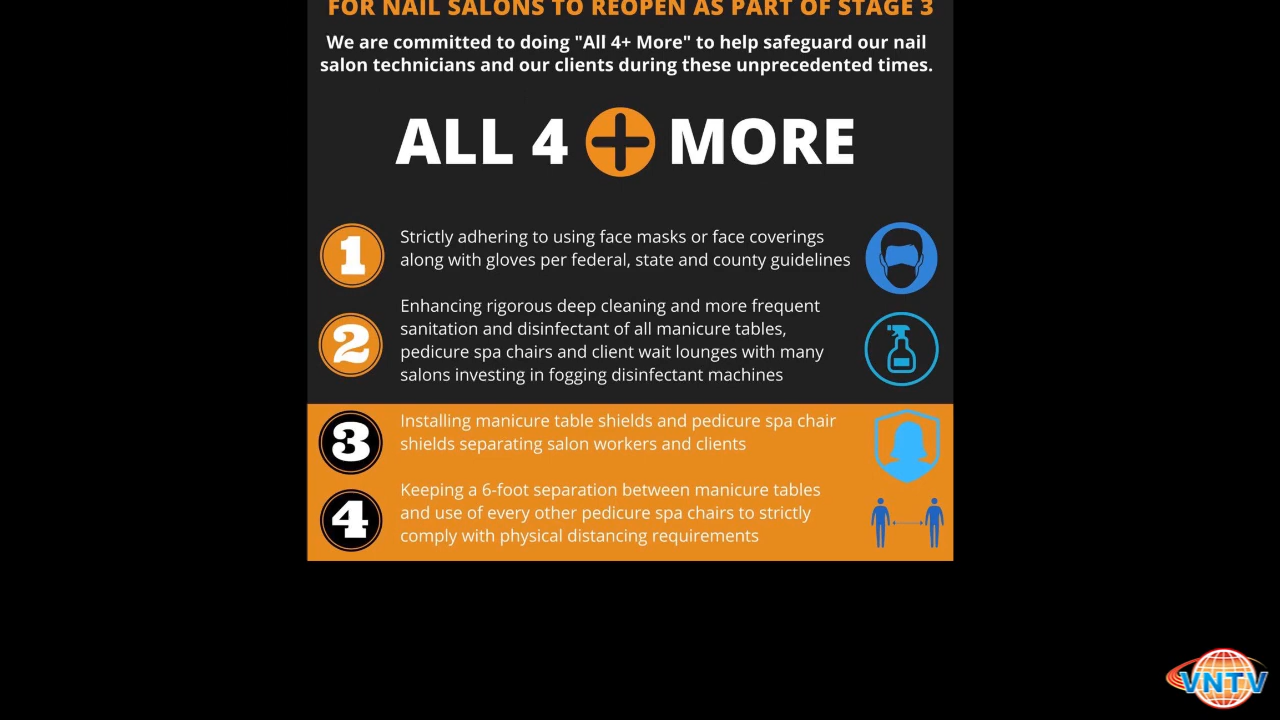 FOR NAIL SALONS TO REOPEN AS PART OF STAGE 3
We are committed to doing "All 4+ More" to help safeguard our nail
salon technicians and our clients during these unprecedented times.
ALL 4 + MORE
1
Strictly adhering to using face masks or face coverings
along with gloves per federal, state and county guidelines
2
Enhancing rigorous deep cleaning and more frequent
sanitation and disinfectant of all manicure tables,
pedicure spa chairs and client wait lounges with many
salons investing in fogging disinfectant machines
3
Installing manicure table shields and pedicure spa chair
shields separating salon workers and clients
4
Keeping a 6-foot separation between manicure tables
and use of every other pedicure spa chairs to strictly
comply with physical distancing requirements
VNTV